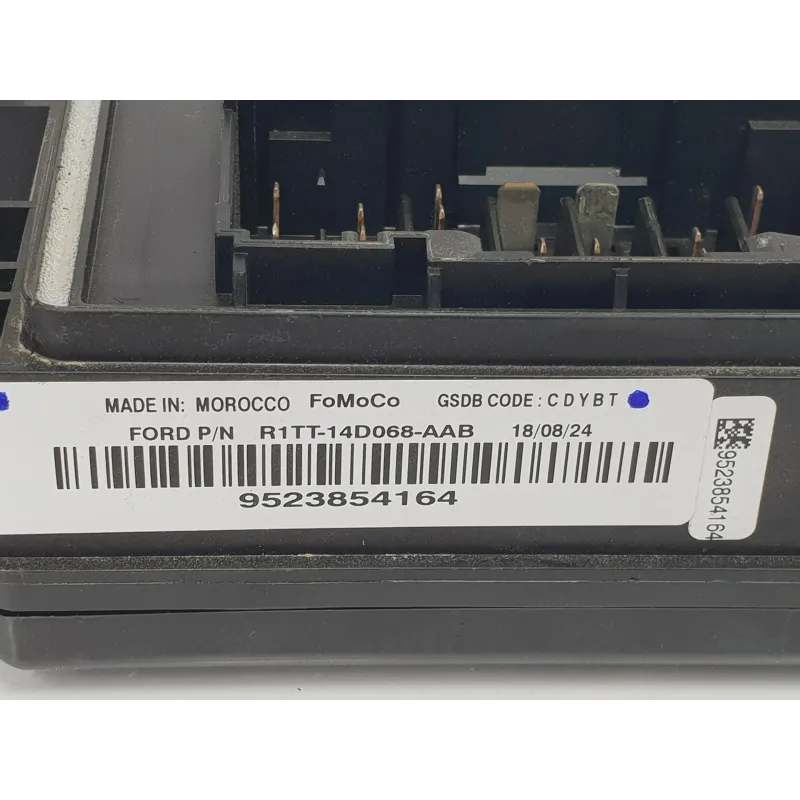 MADE IN: MOROCCO FoMoCo GSDB CODE: C D Y B T
FORD P/N R1TT-14D068-AAB 18/08/24
9523854164
9523854164